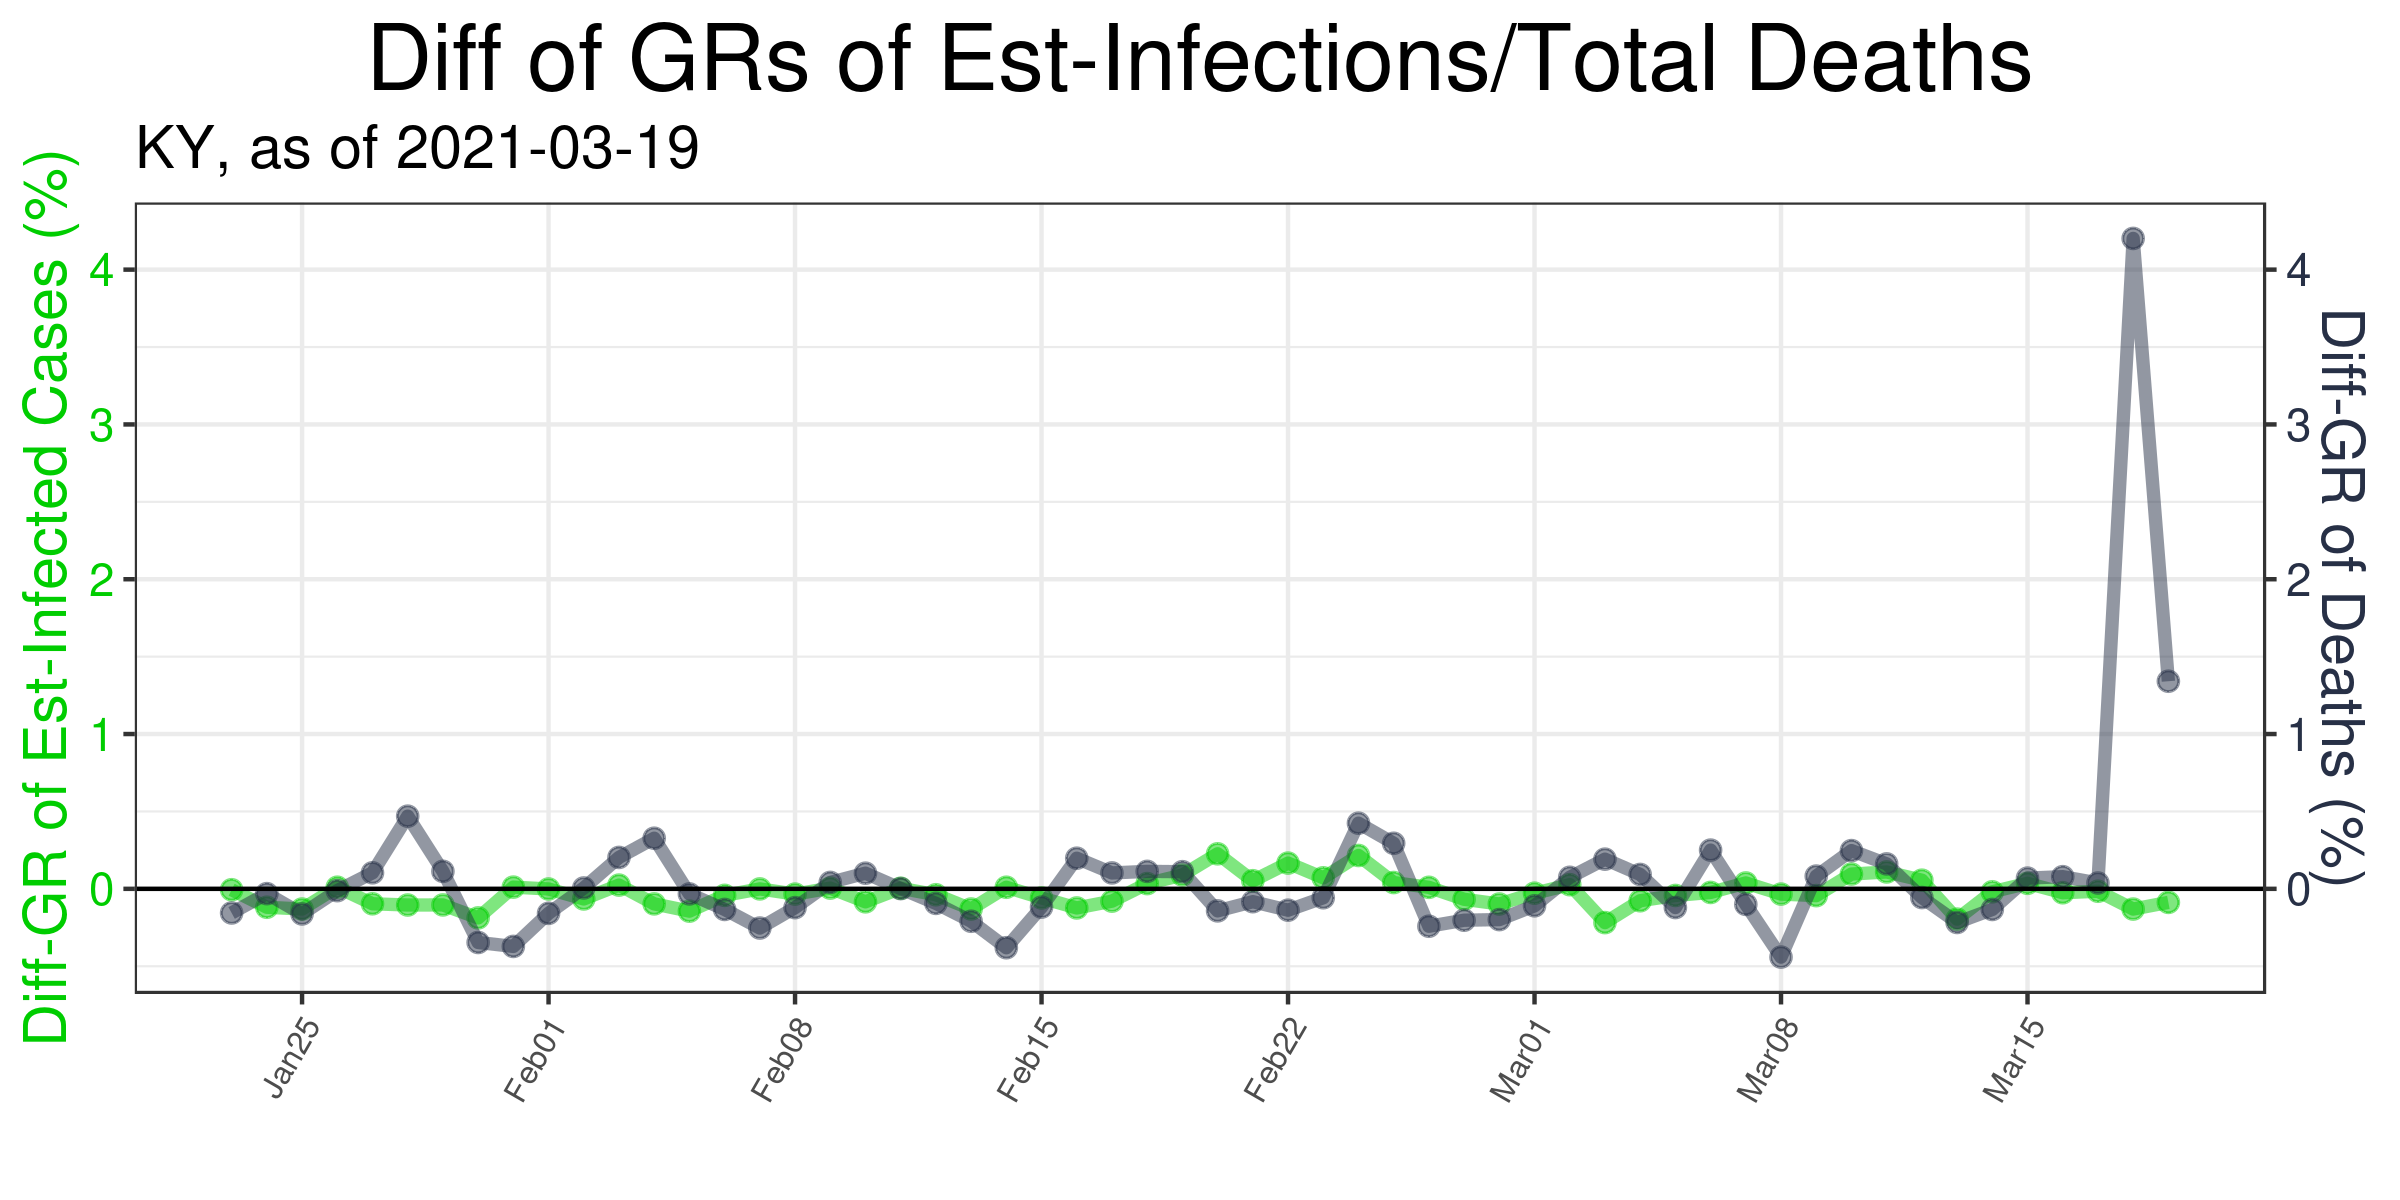 Diff of GRs of Est-Infections/Total Deaths
KY, as of 2021-03-19
Diff-GR of Est-Infected Cases (%)
4
3
2
1
0
4
3
2
1
0
Diff-GR of Deaths (%)
Jan25
Feb01
Feb08
Feb15
Feb22
Mar01
Mar08
Mar15